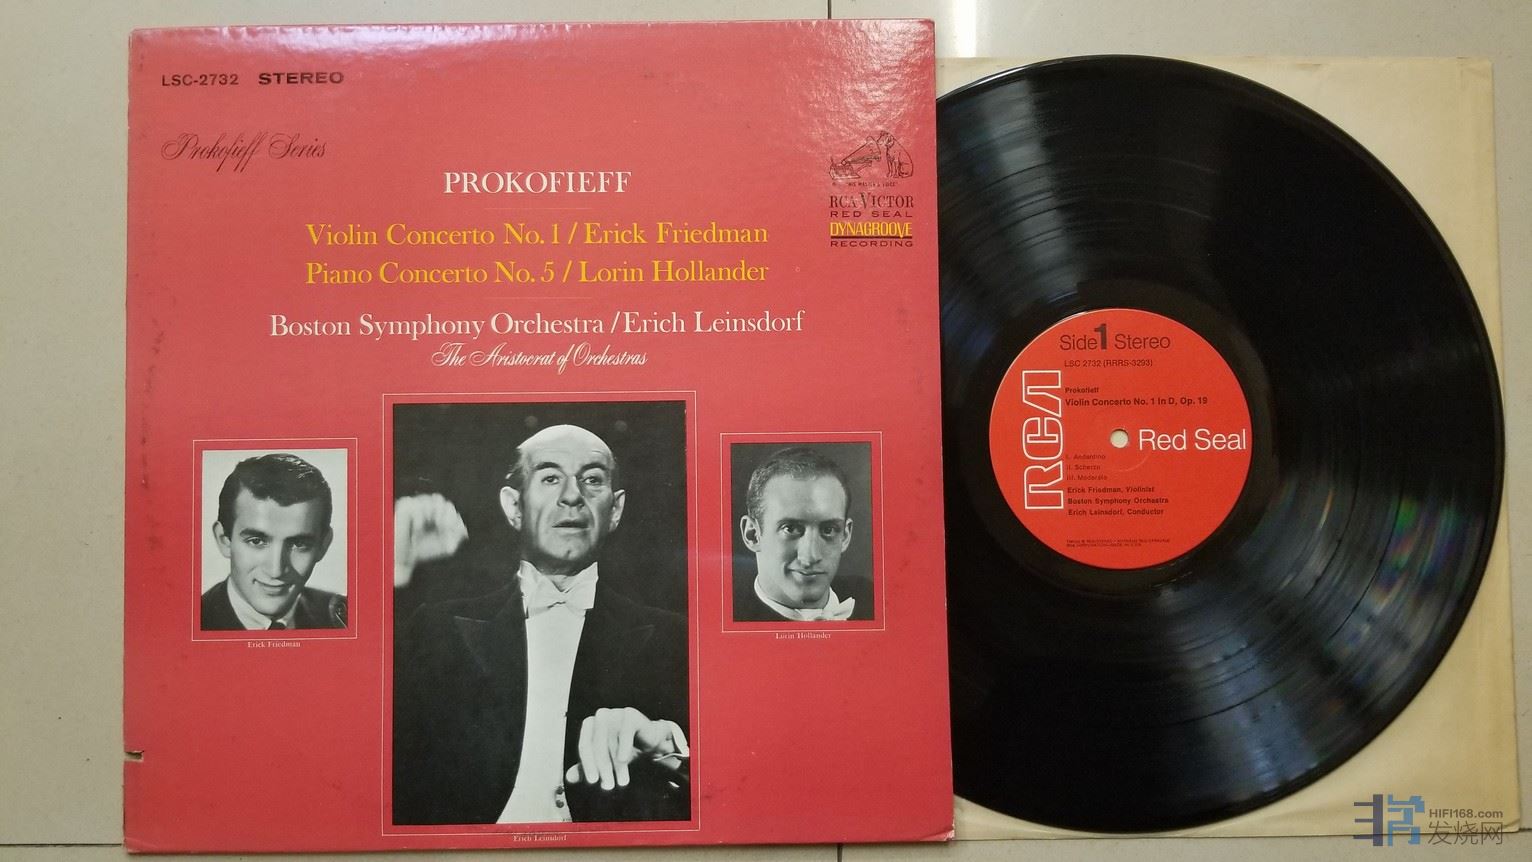 LSC-2732 STEREO
Prokofieff Series
PROKOFIEFF
Violin Concerto No. 1 / Erick Friedman
Piano Concerto No. 5 / Lorin Hollander
Boston Symphony Orchestra / Erich Leinsdorf
The Aristocrat of Orchestras
"HIS MASTER'S VOICE"
RCA VICTOR
RED SEAL
DYNAGROOVE
RECORDING
Erick Friedman
Erich Leinsdorf
Lorin Hollander
Side 1 Stereo
LSC 2732 (RRRS-3293)
Prokofieff
Violin Concerto No. 1 in D, Op. 19
RCA
Red Seal
I. Andantino
II. Scherzo
III. Moderato
Erick Friedman, Violinist
Boston Symphony Orchestra
Erich Leinsdorf, Conductor
HIFI168.com
发烧网